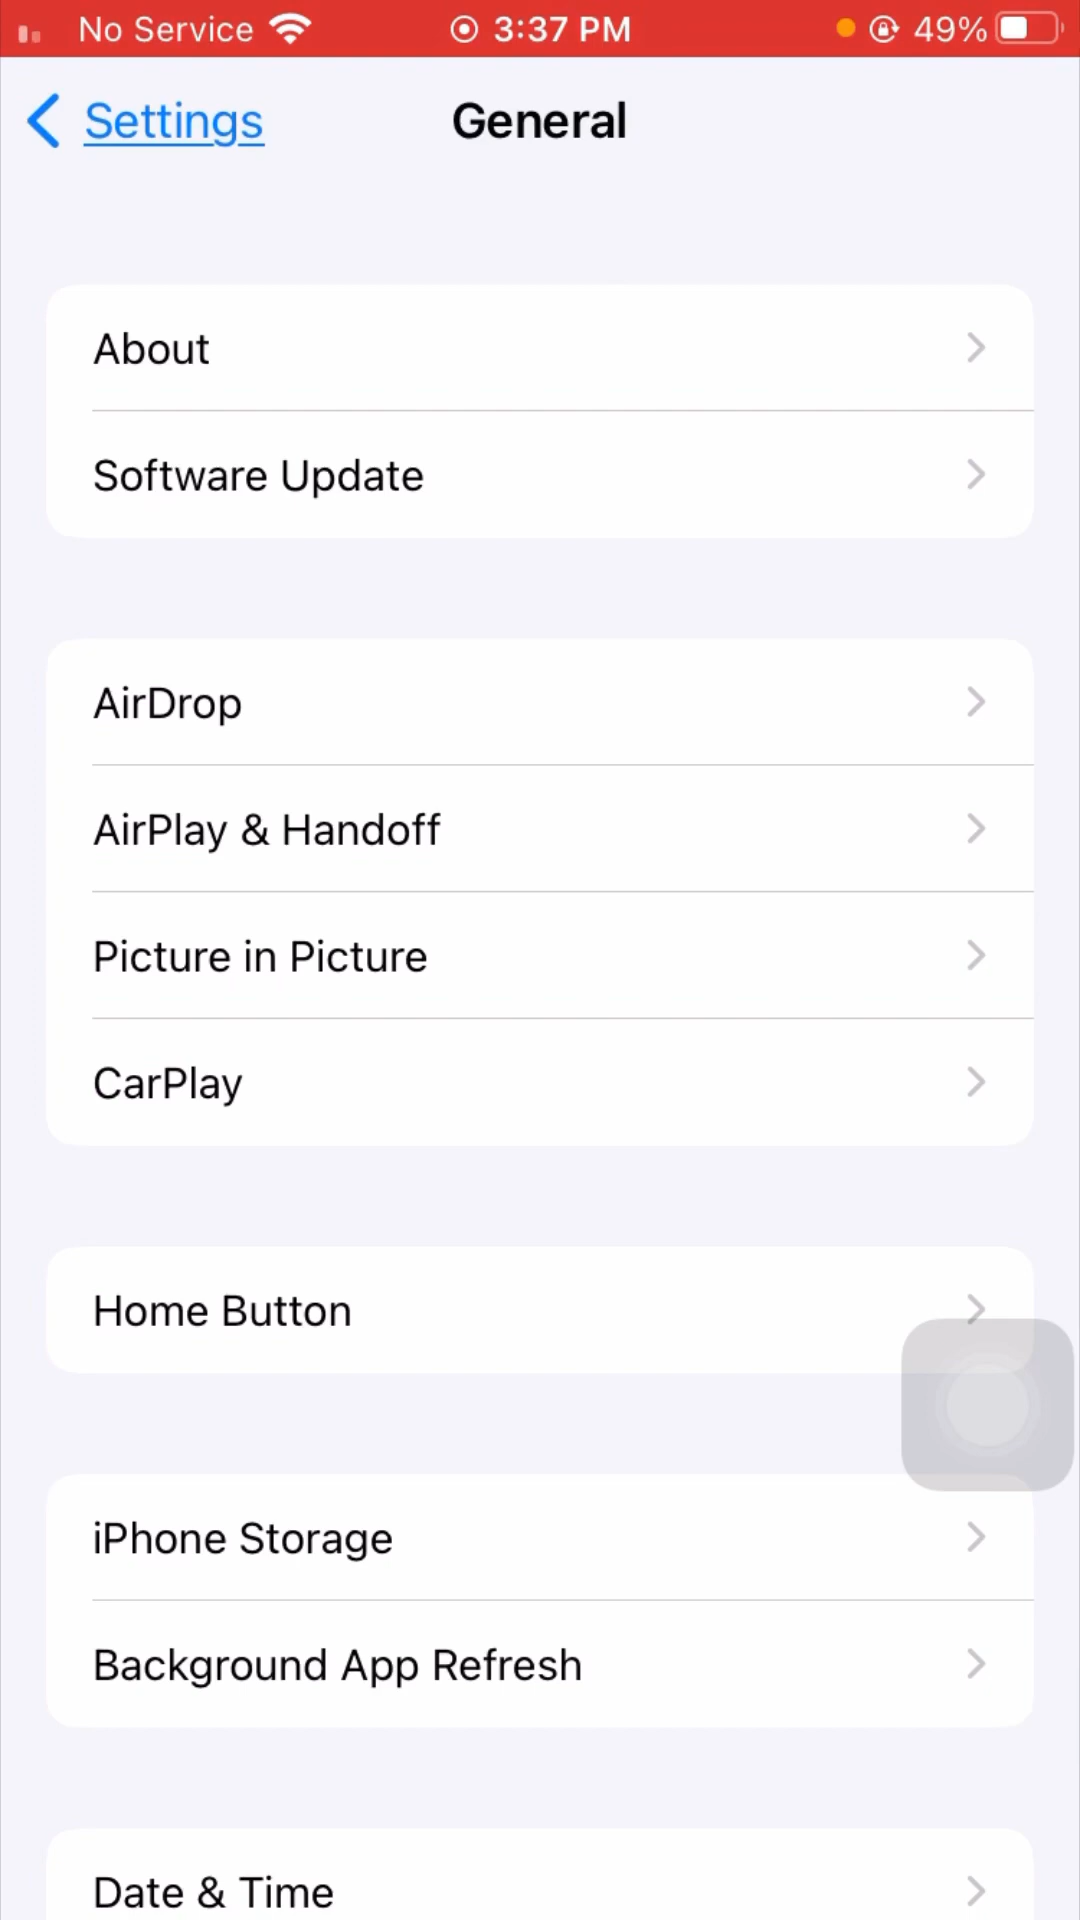 No Service 3:37 PM 49%
Settings General
About
Software Update
AirDrop
AirPlay & Handoff
Picture in Picture
CarPlay
Home Button
iPhone Storage
Background App Refresh
Date & Time